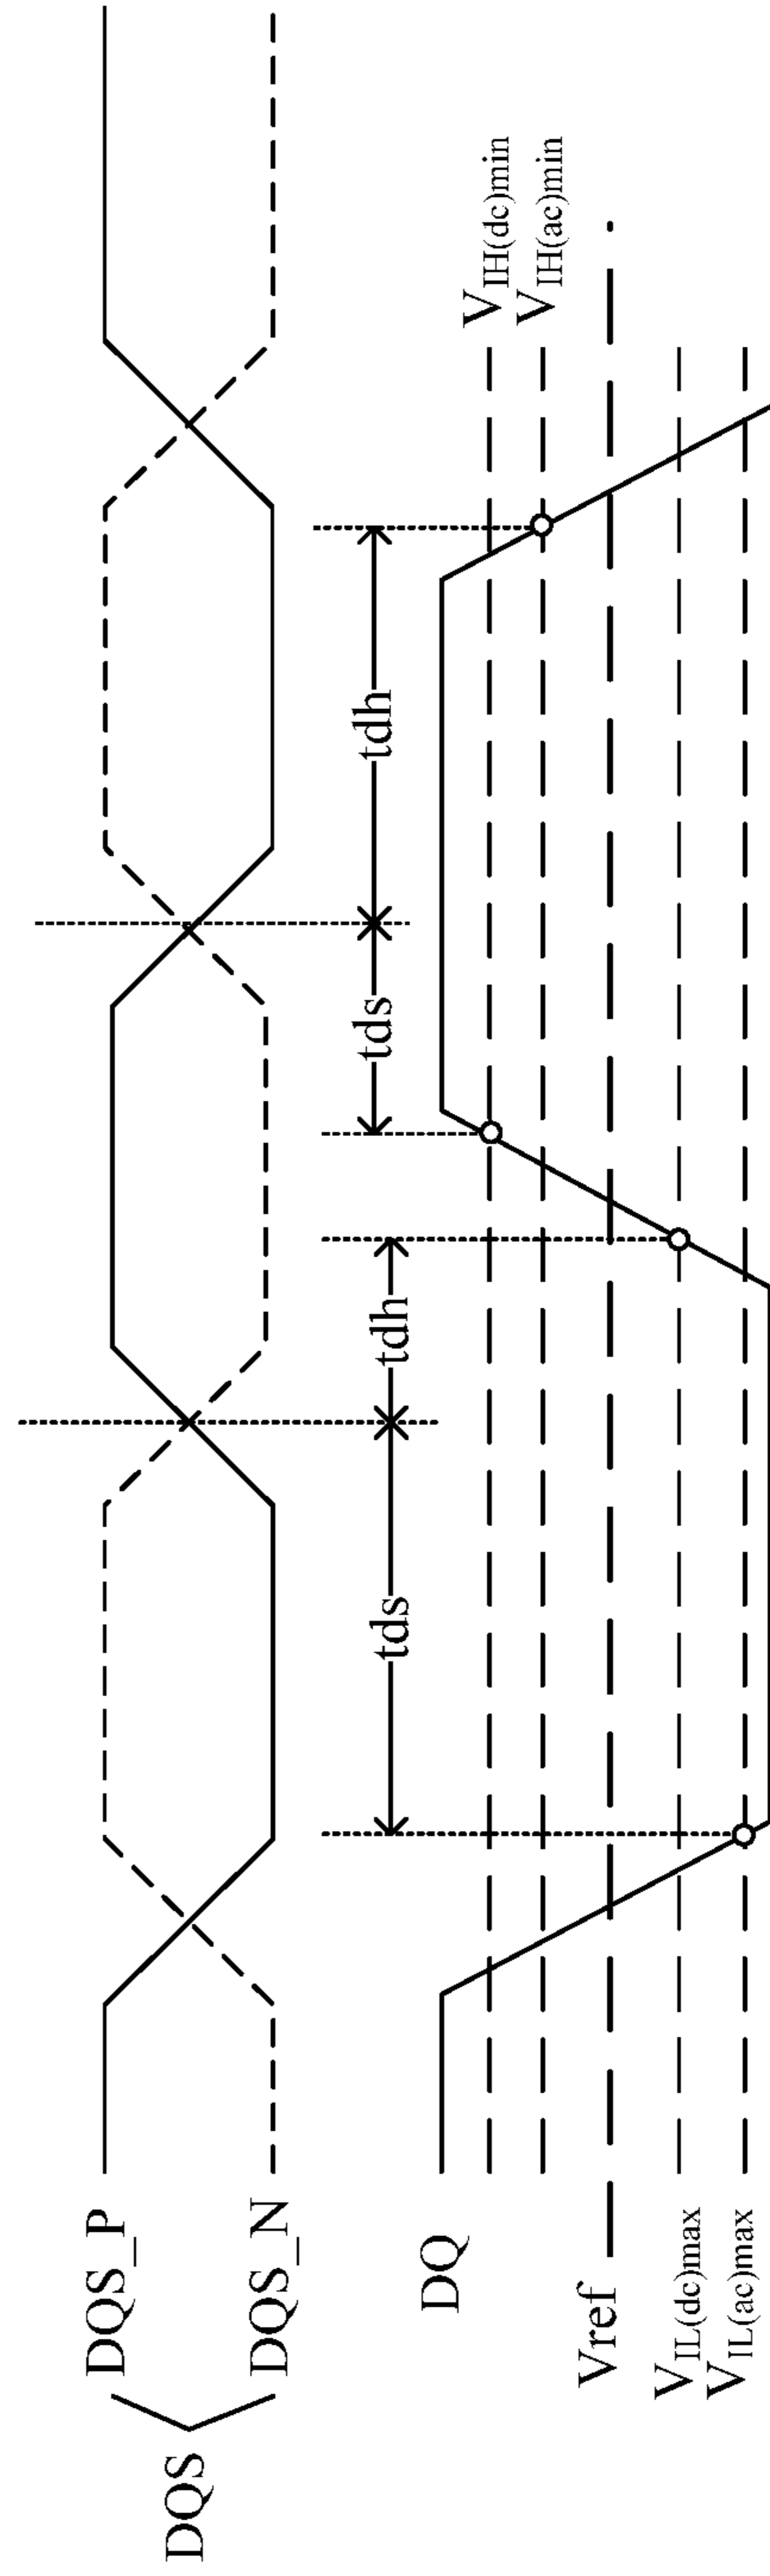 DQS
DQS_P
DQS_N
tds
tdh
tds
tdh
DQ
VIH(dc)min
VIH(ac)min
Vref
VIL(dc)max
VIL(ac)max